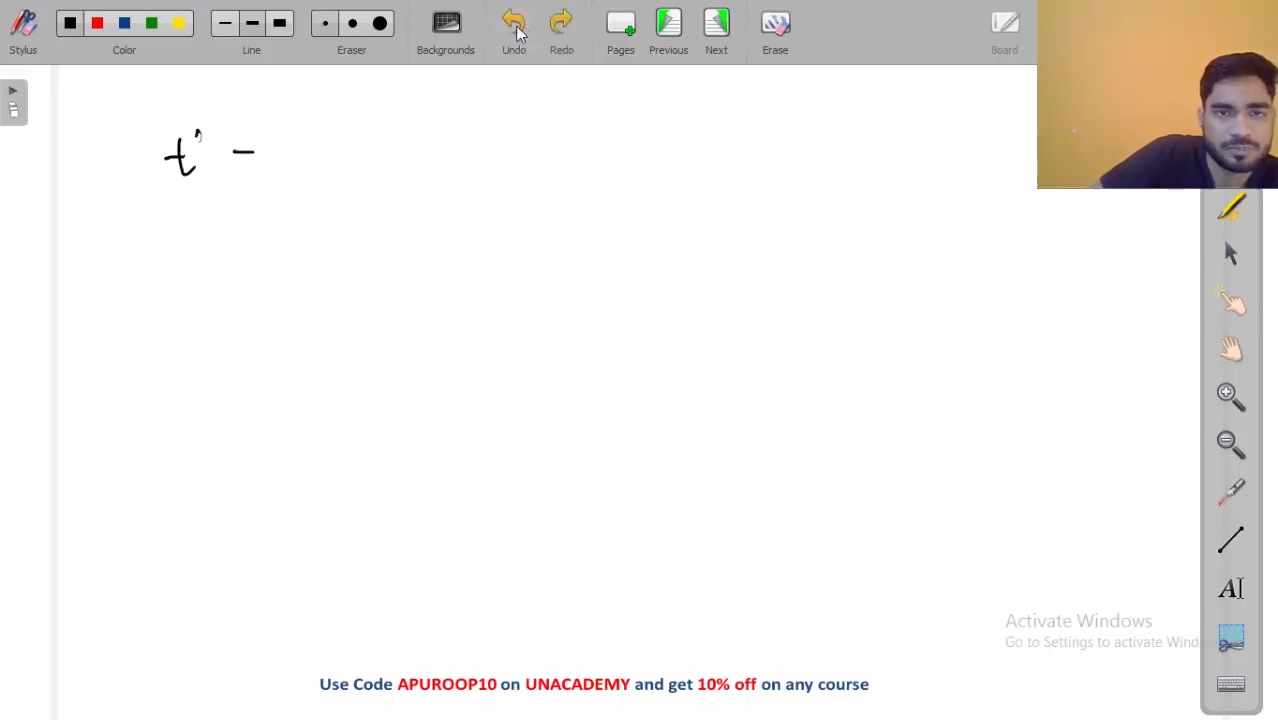 Stylus
Color
Line
Eraser
Backgrounds
Undo
Redo
Pages
Previous
Next
Erase
Board
t' -
A
Activate Windows
Go to Settings to activate Windows
Use Code APUROOP10 on UNACADEMY and get 10% off on any course